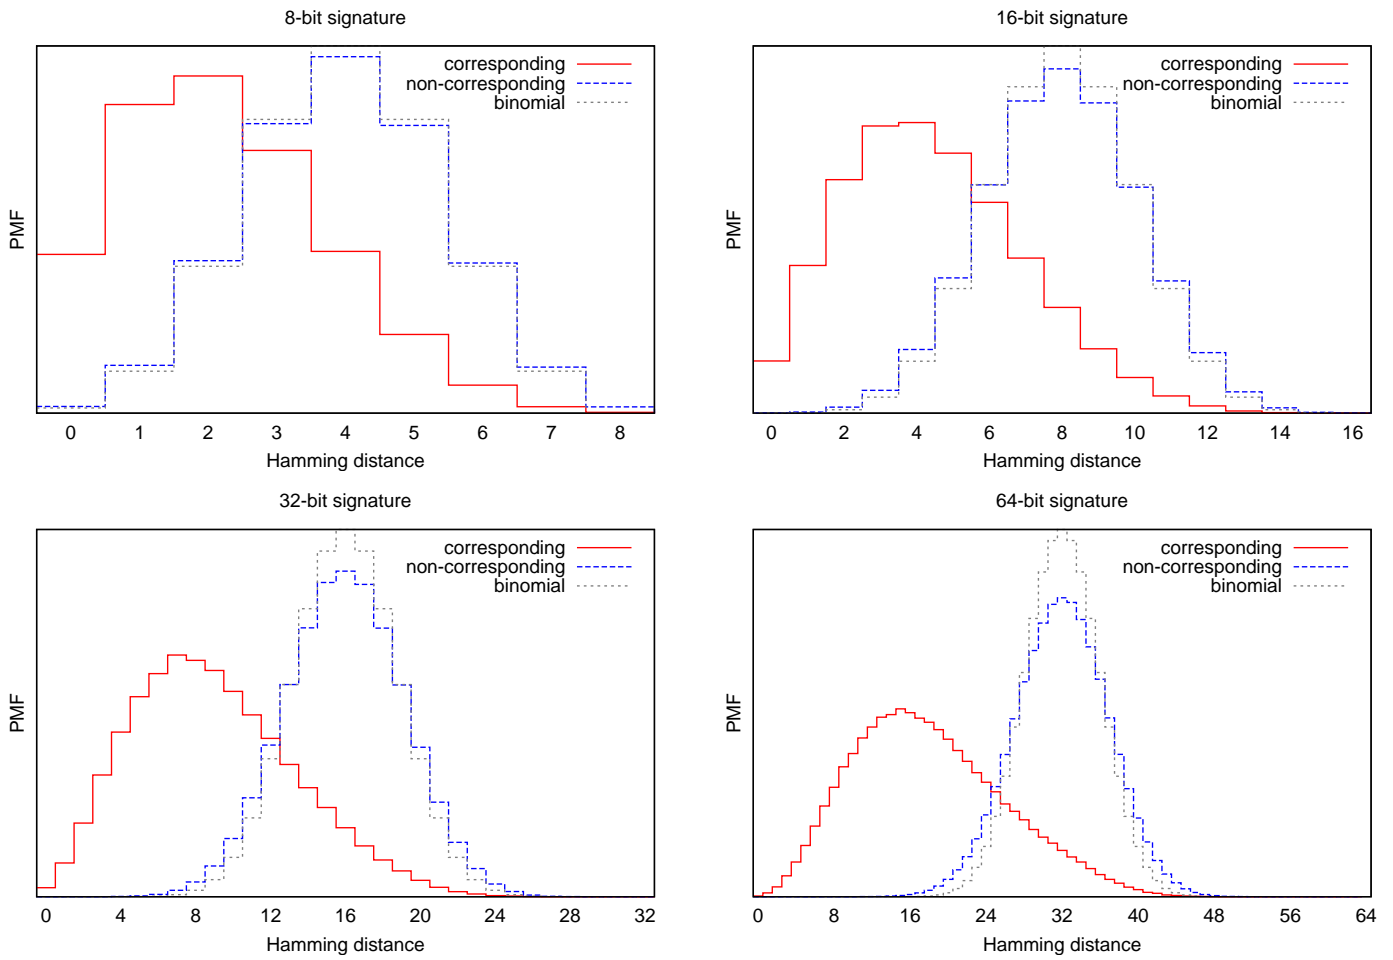 8-bit signature
corresponding
non-corresponding
binomial
PMF
0 1 2 3 4 5 6 7 8
Hamming distance
16-bit signature
corresponding
non-corresponding
binomial
PMF
0 2 4 6 8 10 12 14 16
Hamming distance
32-bit signature
corresponding
non-corresponding
binomial
PMF
0 4 8 12 16 20 24 28 32
Hamming distance
64-bit signature
corresponding
non-corresponding
binomial
PMF
0 8 16 24 32 40 48 56 64
Hamming distance